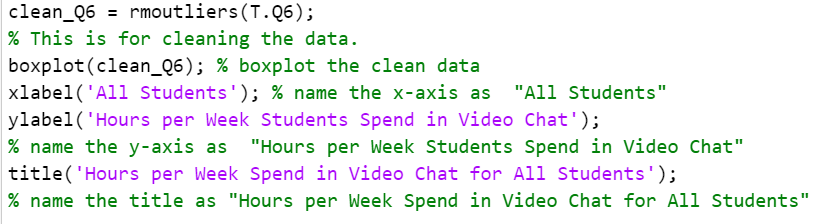 clean_Q6 = rmoutliers(T.Q6);
% This is for cleaning the data.
boxplot(clean_Q6); % boxplot the clean data
xlabel('All Students'); % name the x-axis as  "All Students"
ylabel('Hours per Week Students Spend in Video Chat');
% name the y-axis as  "Hours per Week Students Spend in Video Chat"
title('Hours per Week Spend in Video Chat for All Students');
% name the title as "Hours per Week Spend in Video Chat for All Students"